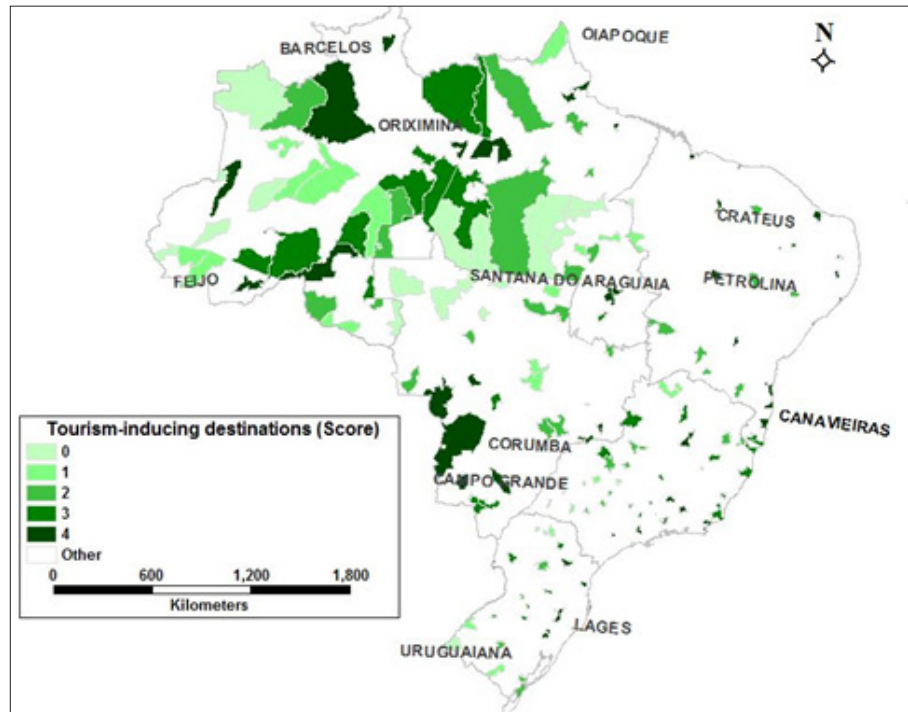 OIAPOQUE
N
BARCELOS
ORIXIMINA
CRATEUS
FEIJO
SANTANA DO ARAGUAIA
PETROLINA
CANAVIEIRAS
CORUMBA
CAMPO GRANDE
LAGES
URUGUAIANA
Tourism-inducing destinations (Score)
0
1
2
3
4
Other
0 600 1,200 1,800
Kilometers